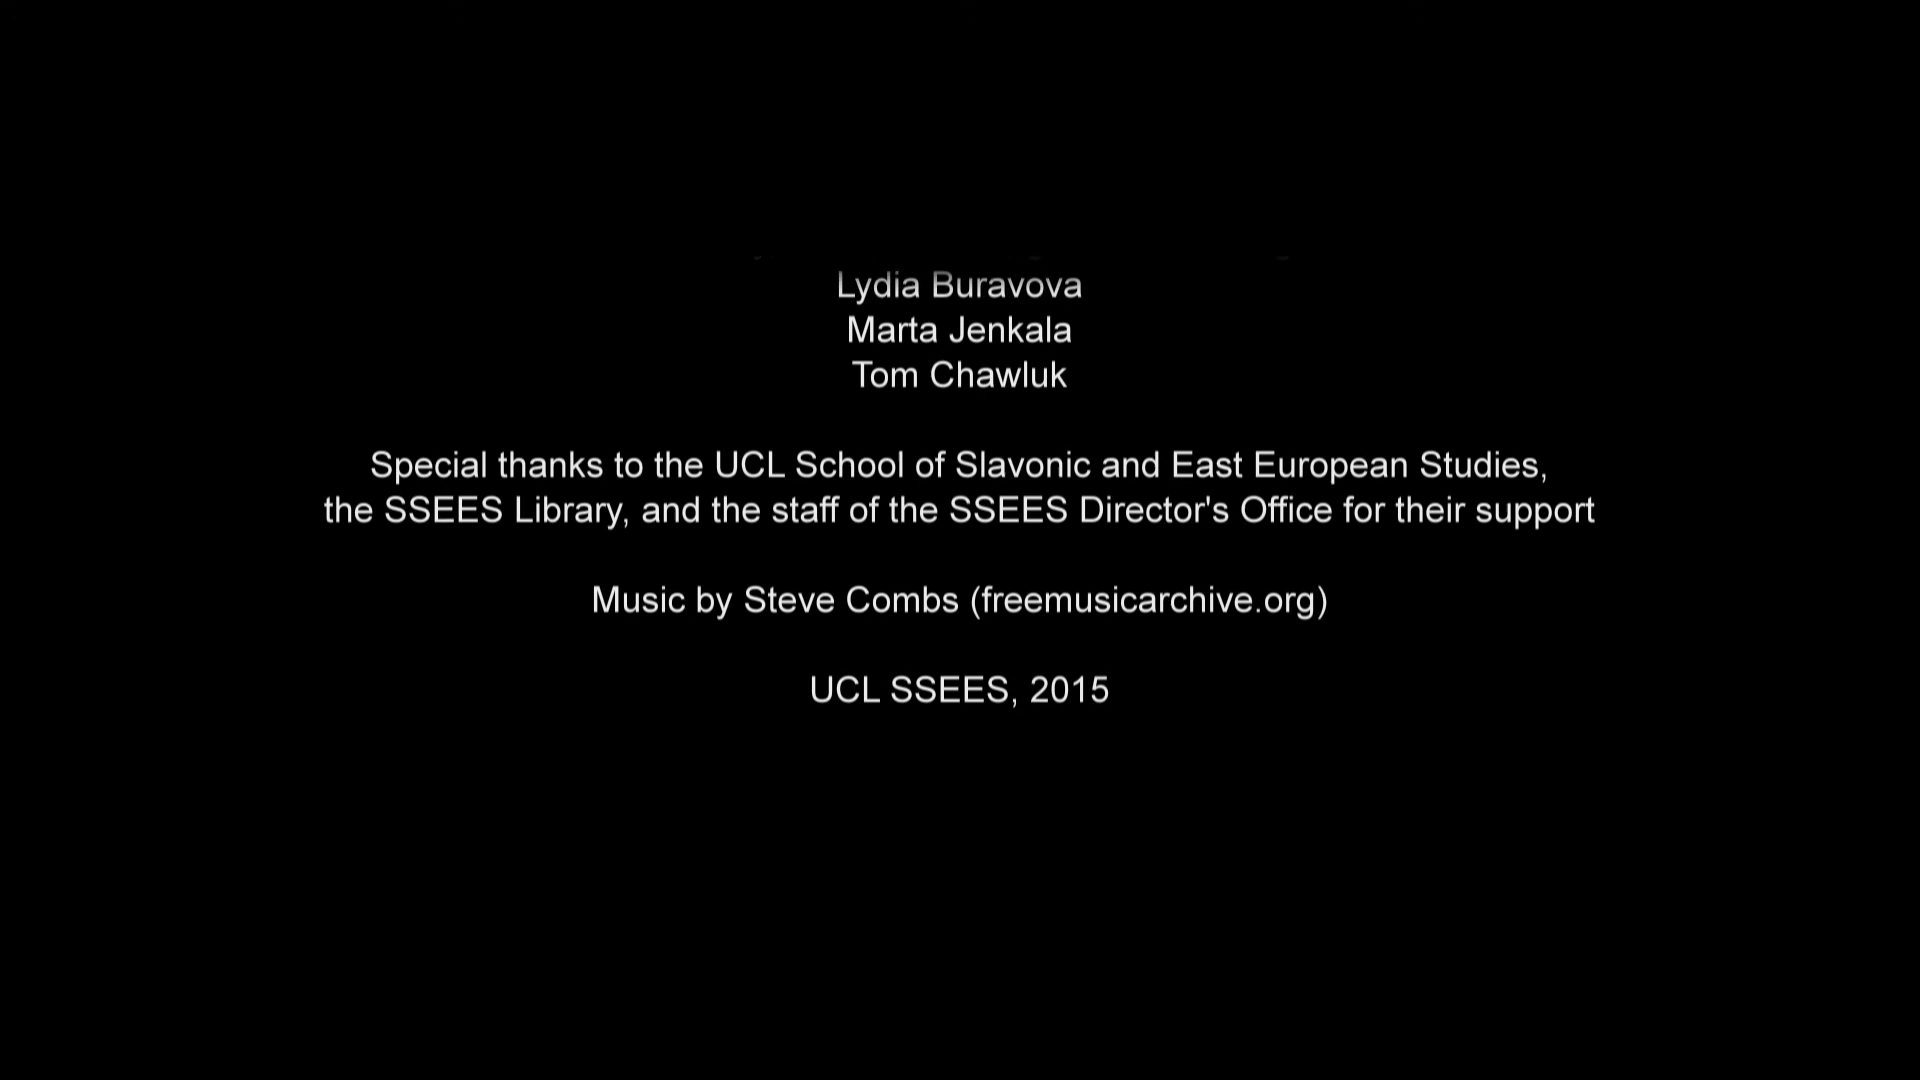 Lydia Buravova
Marta Jenkala
Tom Chawluk
Special thanks to the UCL School of Slavonic and East European Studies,
the SSEES Library, and the staff of the SSEES Director's Office for their support
Music by Steve Combs (freemusicarchive.org)
UCL SSEES, 2015